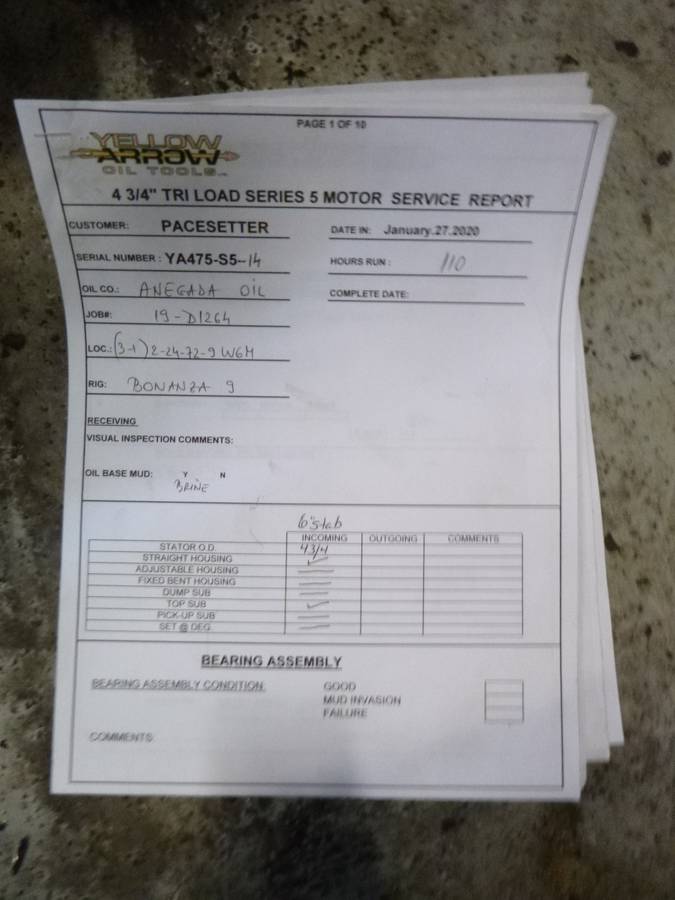 PAGE 1 OF 10
YELLOW
ARROW
OIL TOOLS
4 3/4" TRI LOAD SERIES 5 MOTOR SERVICE REPORT
CUSTOMER: PACESETTER
DATE IN: January.27.2020
SERIAL NUMBER : YA475-S5-14
HOURS RUN : 110
OIL CO.: ANEGADA OIL
COMPLETE DATE:
JOB#: 19-D1264
LOC.: (3-1) 2-24-72-9 W6M
RIG: BONANZA 9
RECEIVING
VISUAL INSPECTION COMMENTS:
OIL BASE MUD: Y N
BRINE
6"stab
INCOMING OUTGOING COMMENTS
STATOR O.D. 43/4
STRAIGHT HOUSING ✓
ADJUSTABLE HOUSING
FIXED BENT HOUSING
DUMP SUB
TOP SUB ✓
PICK-UP SUB
SET @ DEG.
BEARING ASSEMBLY
BEARING ASSEMBLY CONDITION GOOD
MUD INVASION
FAILURE
COMMENTS